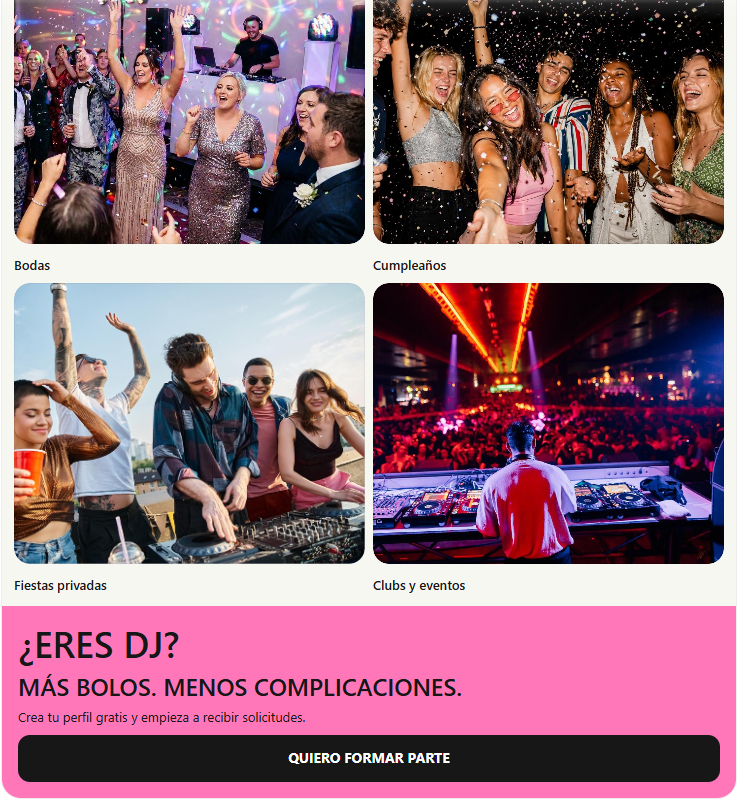 Bodas
Cumpleaños
Fiestas privadas
Clubs y eventos
¿ERES DJ?
MÁS BOLOS. MENOS COMPLICACIONES.
Crea tu perfil gratis y empieza a recibir solicitudes.
QUIERO FORMAR PARTE